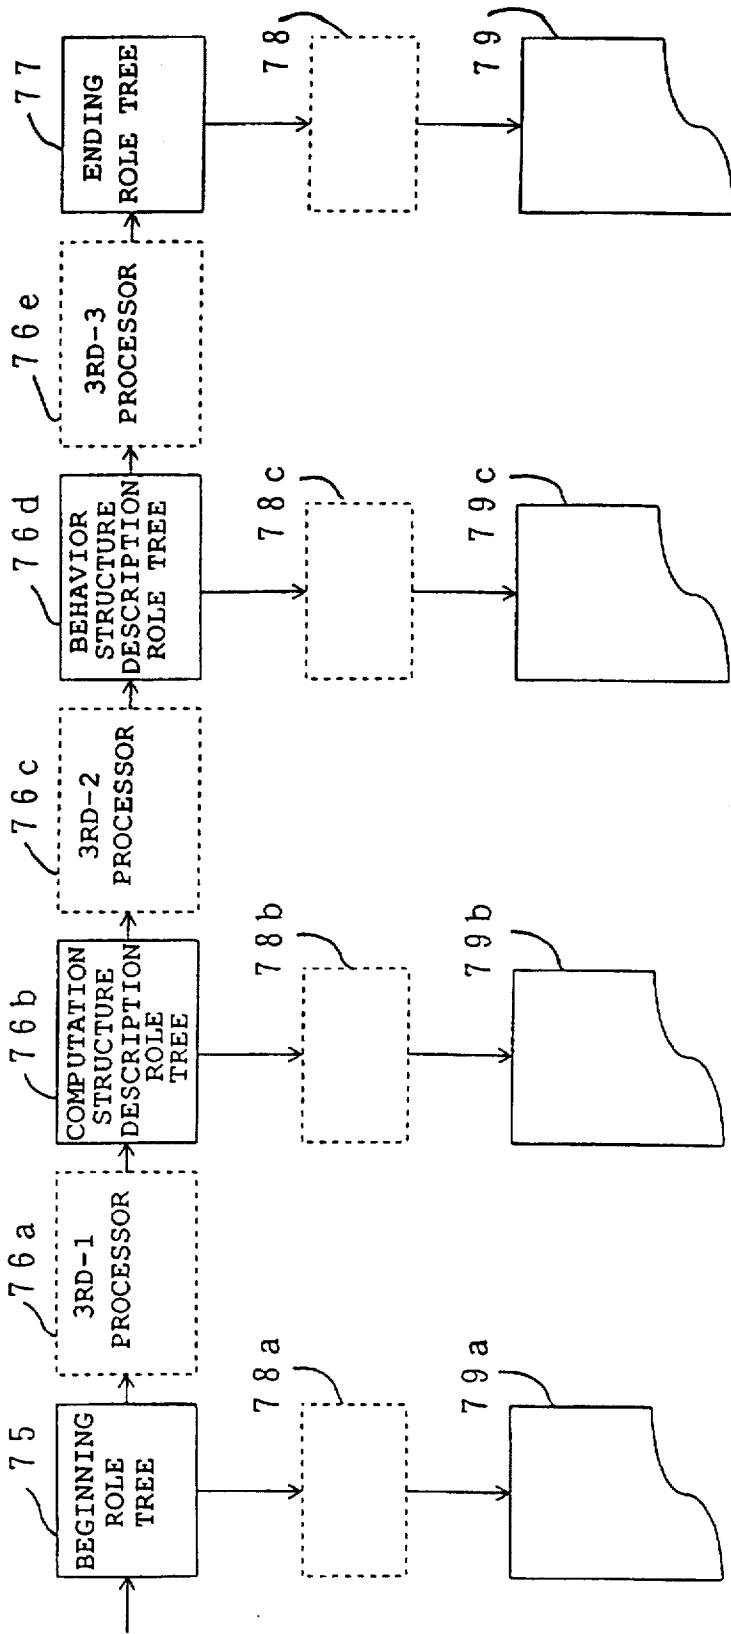 75
76a
76b
76c
76d
76e
77
BEGINNING
ROLE
TREE
3RD-1
PROCESSOR
COMPUTATION
STRUCTURE
DESCRIPTION
ROLE
TREE
3RD-2
PROCESSOR
BEHAVIOR
STRUCTURE
DESCRIPTION
ROLE TREE
3RD-3
PROCESSOR
ENDING
ROLE TREE
78a
78b
78c
78
79a
79b
79c
79